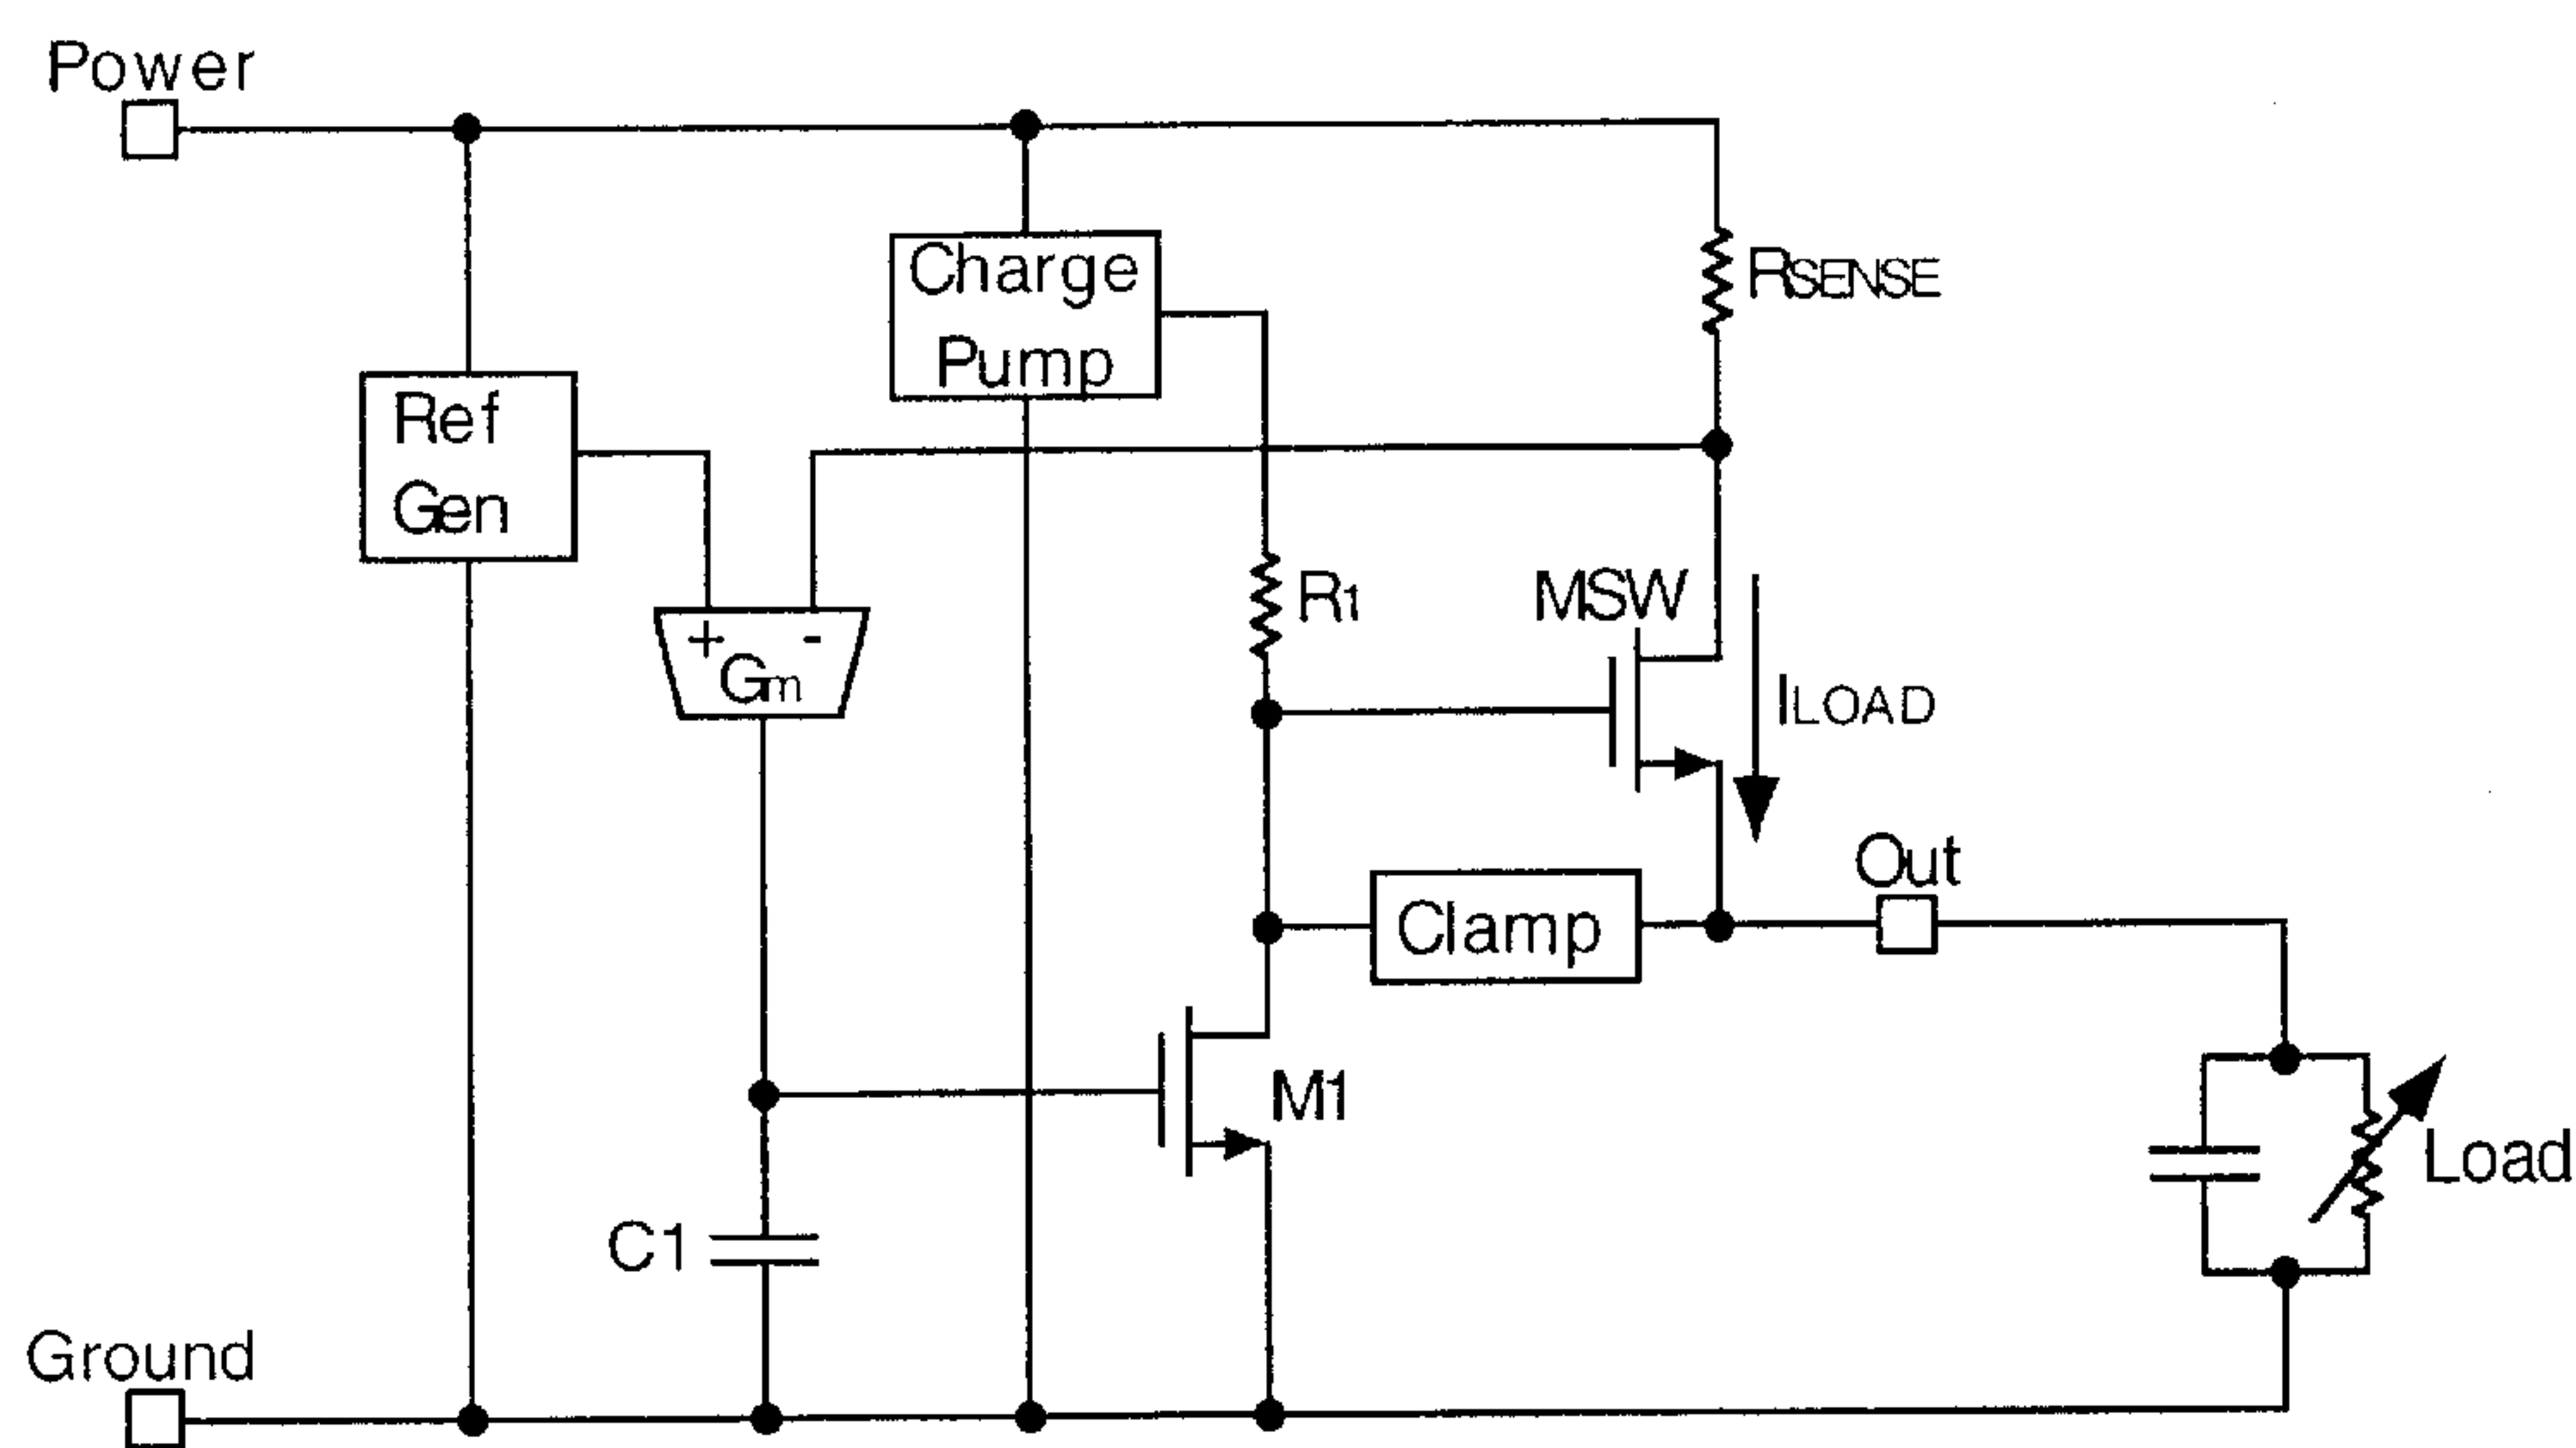 Power
Charge
Pump
RSENSE
Ref
Gen
+ -
Gm
R1
MSW
ILOAD
Out
Clamp
M1
Load
C1
Ground